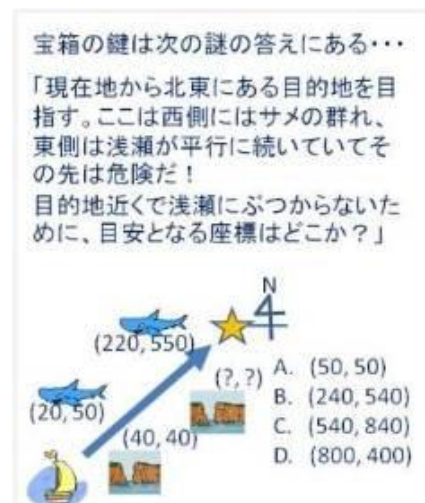 宝箱の鍵は次の謎の答えにある・・・
「現在地から北東にある目的地を目
指す。ここは西側にはサメの群れ、
東側は浅瀬が平行に続いていてそ
の先は危険だ！
目的地近くで浅瀬にぶつからないた
めに、目安となる座標はどこか？」
N
(220, 550)
(?, ?)
A. (50, 50)
(20, 50)
B. (240, 540)
(40, 40)
C. (540, 840)
D. (800, 400)